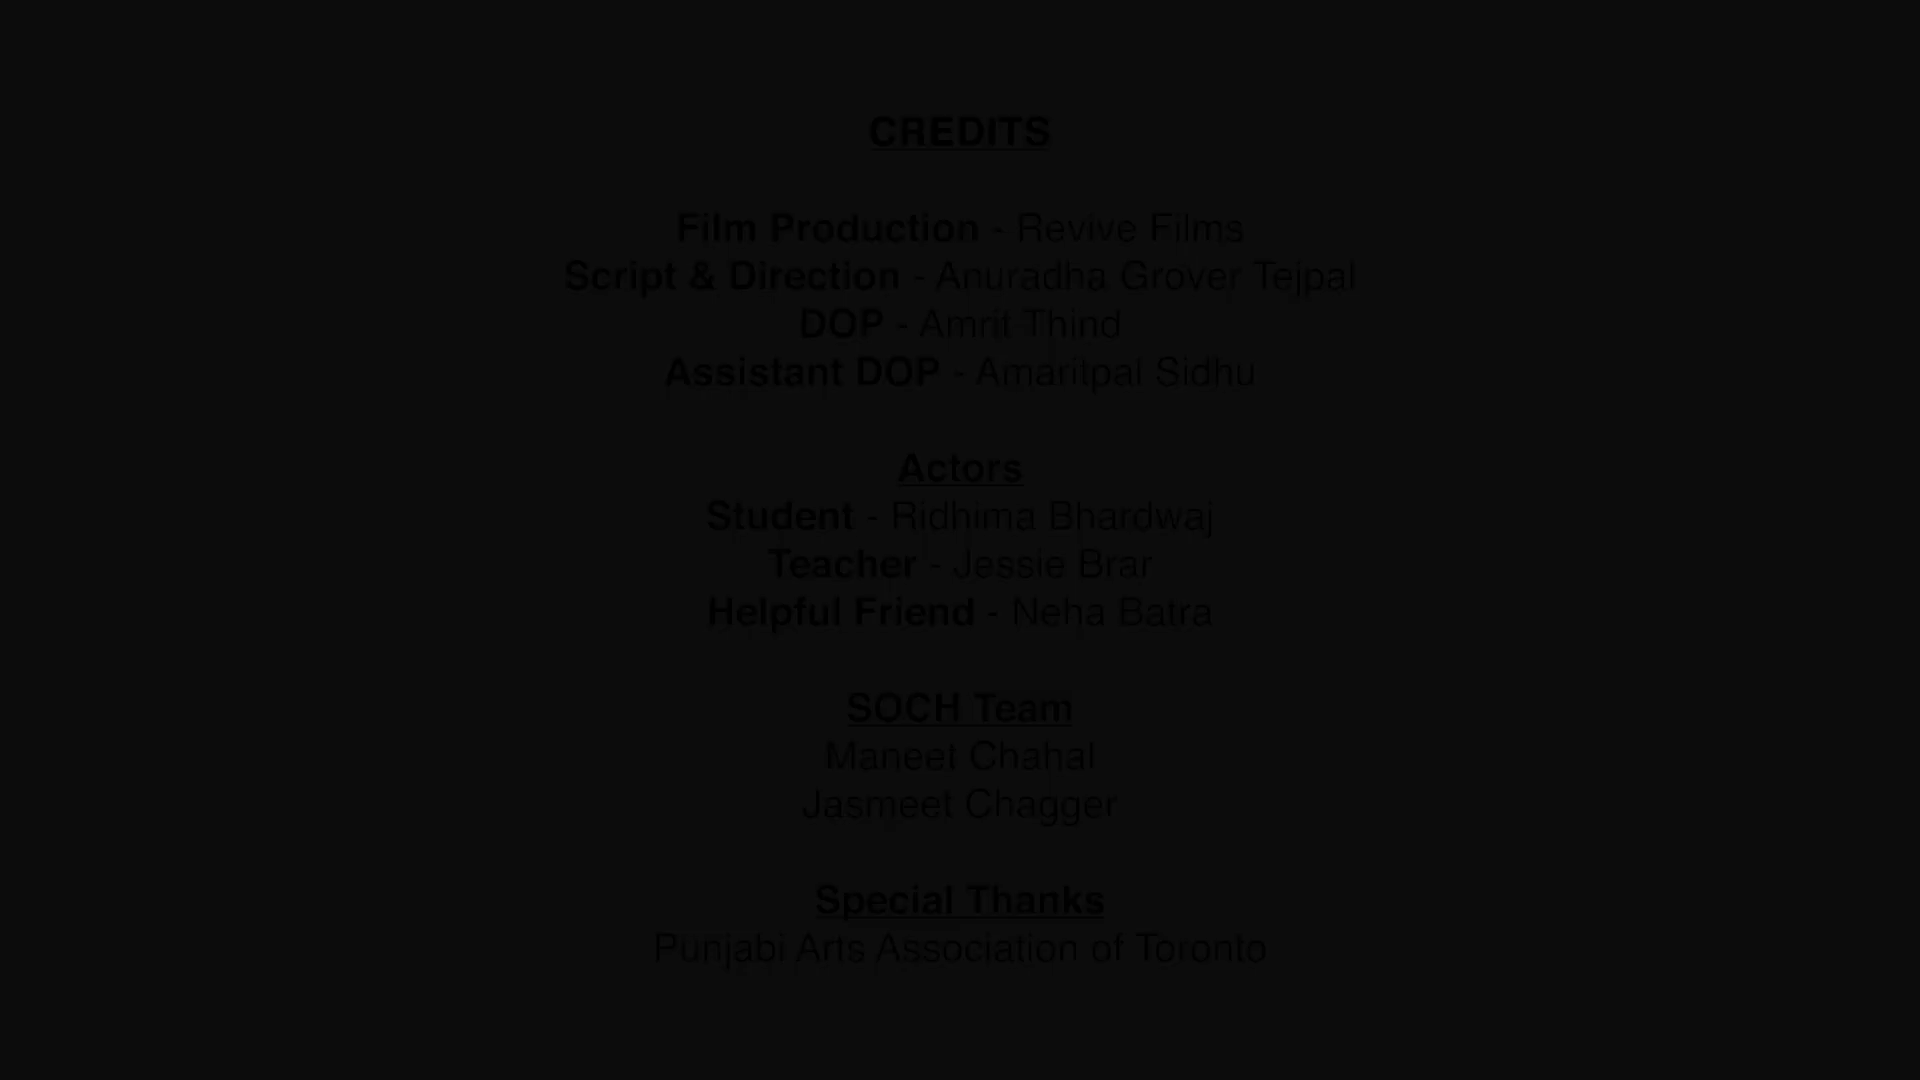 CREDITS
Film Production - Revive Films
Script & Direction - Anuradha Grover Tejpal
DOP - Amrit Thind
Assistant DOP - Amaritpal Sidhu
Actors
Student - Ridhima Bhardwaj
Teacher - Jessie Brar
Helpful Friend - Neha Batra
SOCH Team
Maneet Chahal
Jasmeet Chagger
Special Thanks
Punjabi Arts Association of Toronto